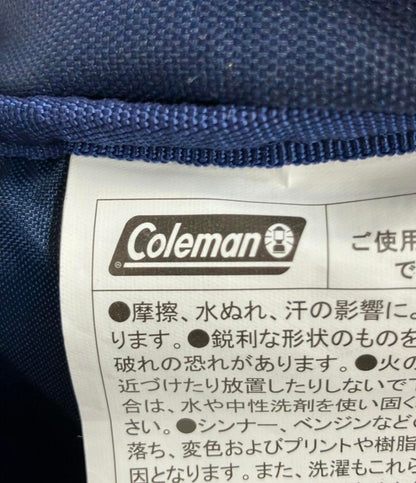 Coleman
®
ご使用
で
●摩擦、水ぬれ、汗の影響によ
ります。●鋭利な形状のものを
破れの恐れがあります。●火の
近づけたり放置したりしないで
合は、水や中性洗剤を使い固く
さい。●シンナー、ベンジンなど
落ち、変色およびプリントや樹脂
因となります。また、洗濯もこれら